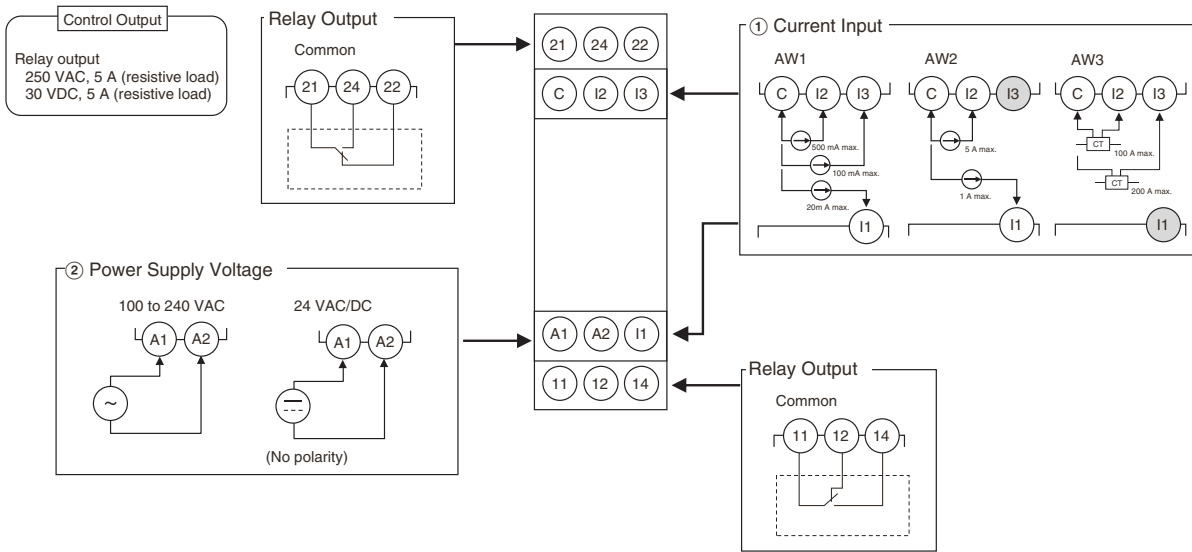 Control Output
Relay output
250 VAC, 5 A (resistive load)
30 VDC, 5 A (resistive load)
Relay Output
Common
21 24 22
21 24 22
C I2 I3
① Current Input
AW1
C I2 I3
500 mA max.
100 mA max.
20m A max.
I1
AW2
C I2 I3
5 A max.
1 A max.
I1
AW3
C I2 I3
CT
100 A max.
CT
200 A max.
I1
② Power Supply Voltage
100 to 240 VAC
A1 A2
~
24 VAC/DC
A1 A2
(No polarity)
A1 A2 I1
11 12 14
Relay Output
Common
11 12 14